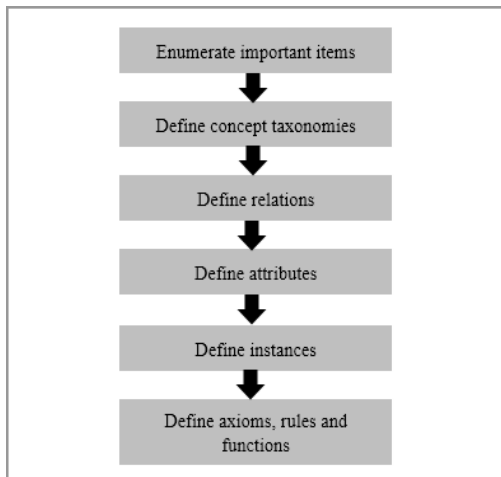 Enumerate important items
Define concept taxonomies
Define relations
Define attributes
Define instances
Define axioms, rules and
functions